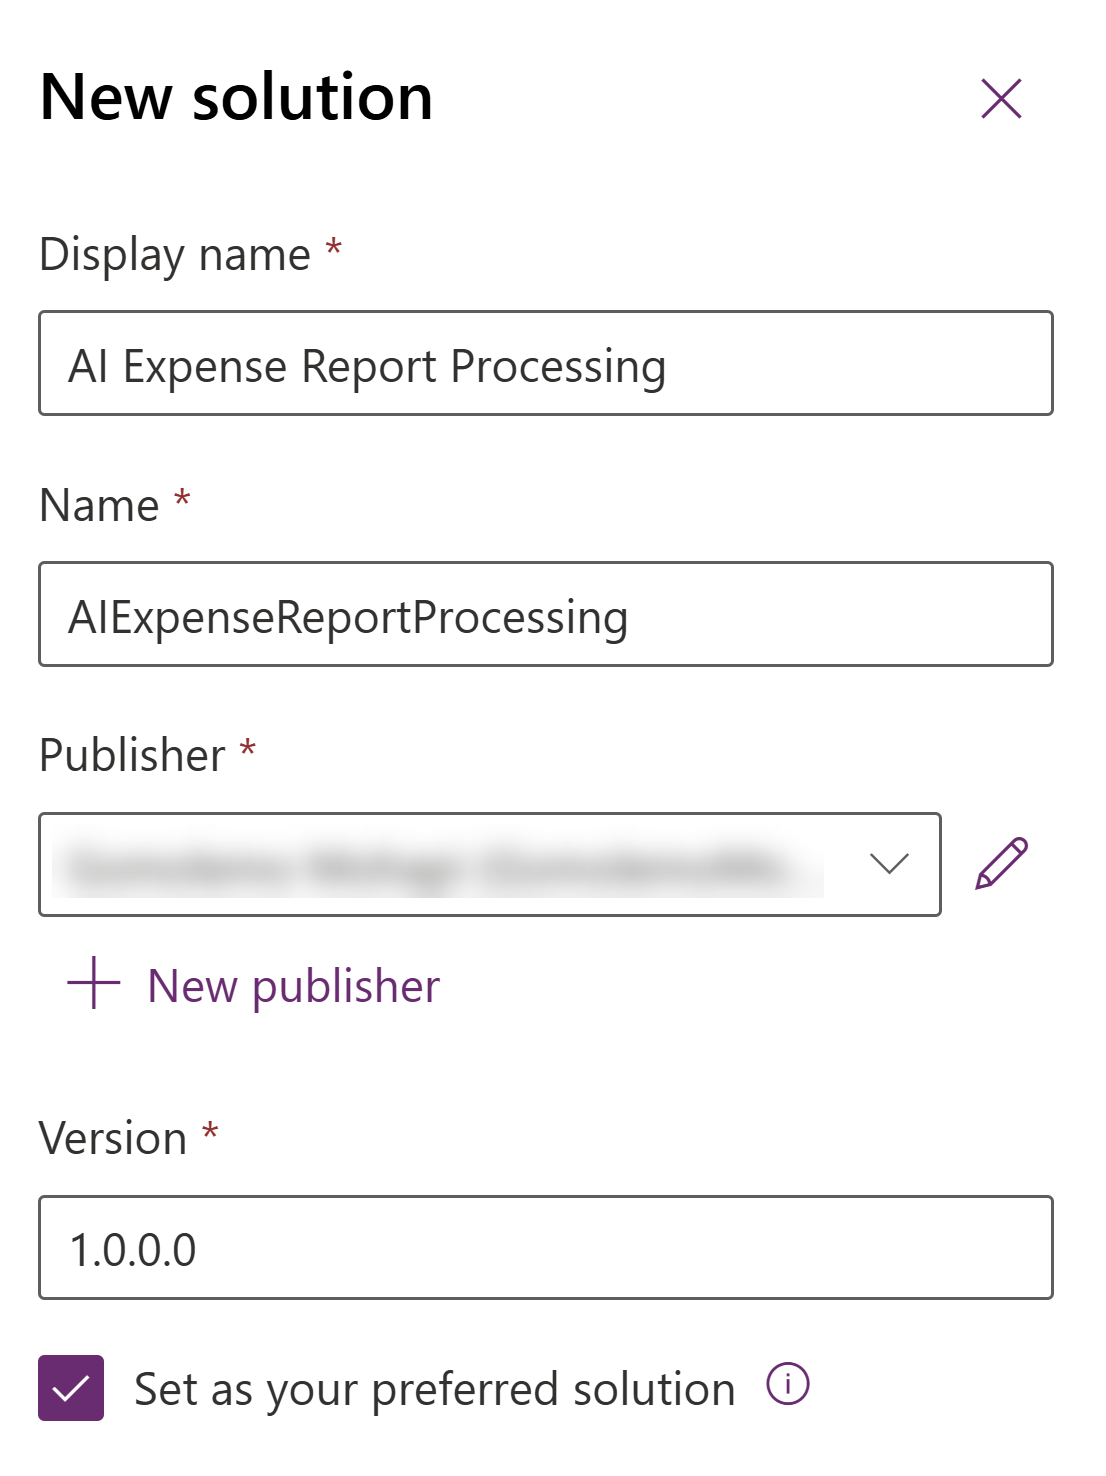 New solution
Display name *
AI Expense Report Processing
Name *
AIExpenseReportProcessing
Publisher *
New publisher
Version *
1.0.0.0
Set as your preferred solution